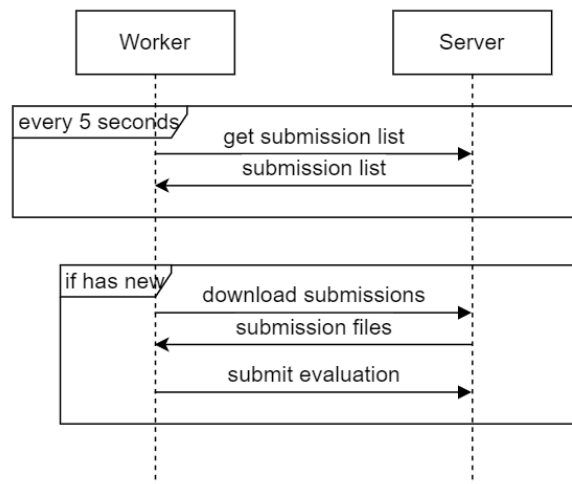 Worker
Server
every 5 seconds
get submission list
submission list
if has new
download submissions
submission files
submit evaluation